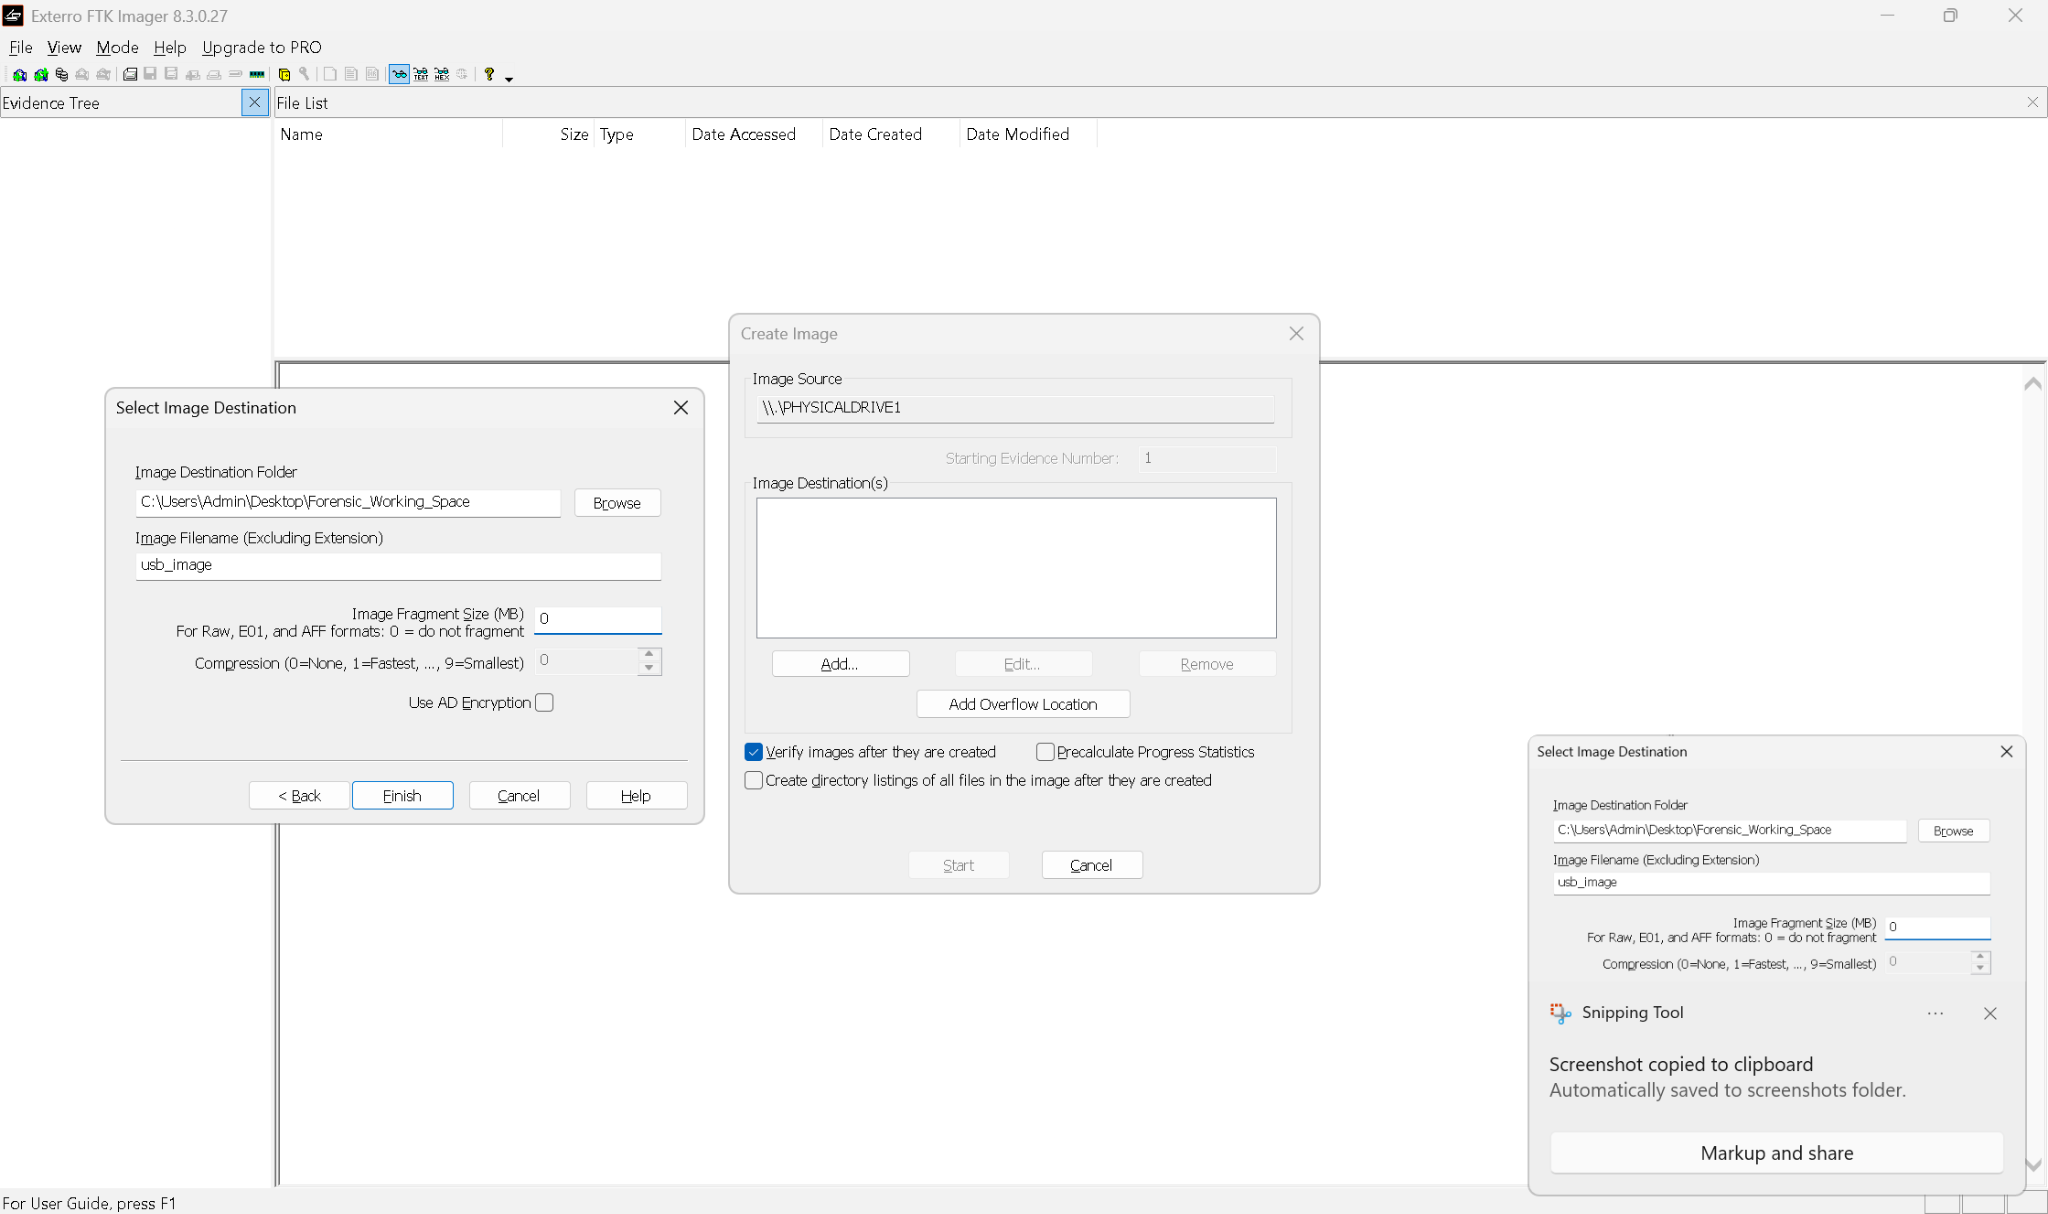 Exterro FTK Imager 8.3.0.27
File View Mode Help Upgrade to PRO
Evidence Tree
File List
Name Size Type Date Accessed Date Created Date Modified
Select Image Destination
Image Destination Folder
C:\Users\Admin\Desktop\Forensic_Working_Space
Browse
Image Filename (Excluding Extension)
usb_image
Image Fragment Size (MB)
For Raw, E01, and AFF formats: 0 = do not fragment
0
Compression (0=None, 1=Fastest, ..., 9=Smallest)
0
Use AD Encryption
< Back Finish Cancel Help
Create Image
Image Source
\\.\PHYSICALDRIVE1
Starting Evidence Number: 1
Image Destination(s)
Add... Edit... Remove
Add Overflow Location
Verify images after they are created
Precalculate Progress Statistics
Create directory listings of all files in the image after they are created
Start Cancel
Select Image Destination
Image Destination Folder
C:\Users\Admin\Desktop\Forensic_Working_Space
Browse
Image Filename (Excluding Extension)
usb_image
Image Fragment Size (MB)
For Raw, E01, and AFF formats: 0 = do not fragment
0
Compression (0=None, 1=Fastest, ..., 9=Smallest)
0
Snipping Tool
Screenshot copied to clipboard
Automatically saved to screenshots folder.
Markup and share
For User Guide, press F1